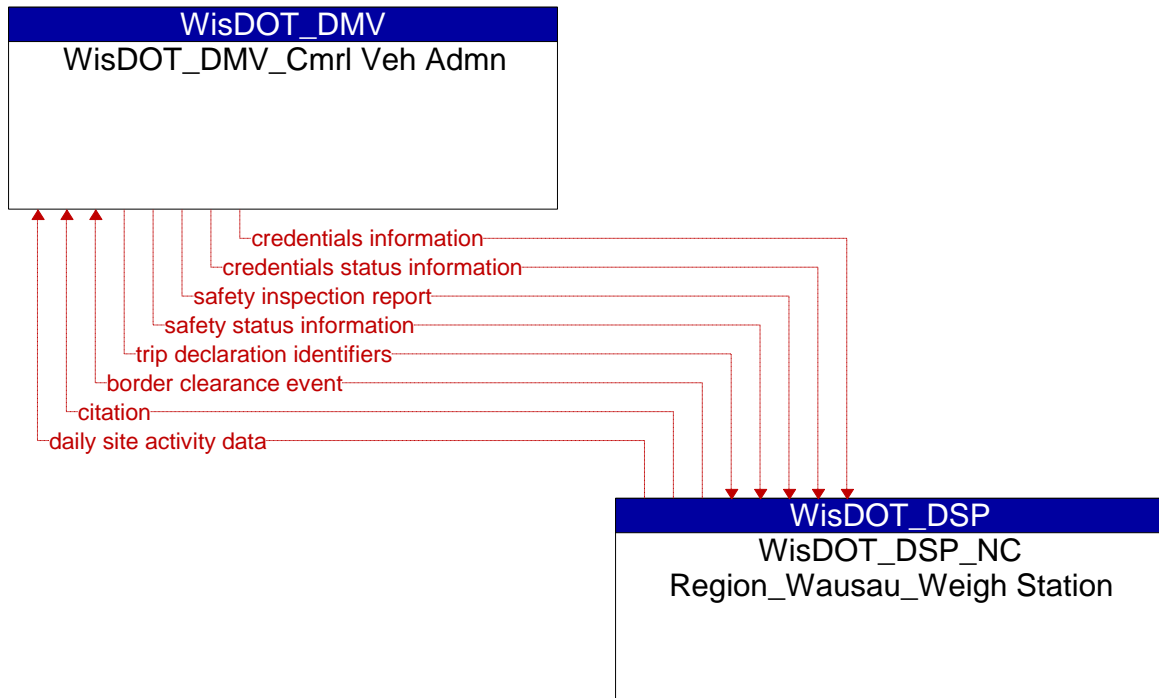 WisDOT_DMV
WisDOT_DMV_Cmrl Veh Admn
credentials information
credentials status information
safety inspection report
safety status information
trip declaration identifiers
border clearance event
citation
daily site activity data
WisDOT_DSP
WisDOT_DSP_NC
Region_Wausau_Weigh Station